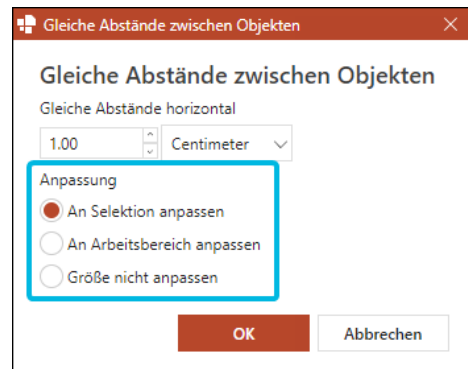 Gleiche Abstände zwischen Objekten
Gleiche Abstände zwischen Objekten
Gleiche Abstände horizontal
1.00 Centimeter
Anpassung
An Selektion anpassen
An Arbeitsbereich anpassen
Größe nicht anpassen
OK Abbrechen